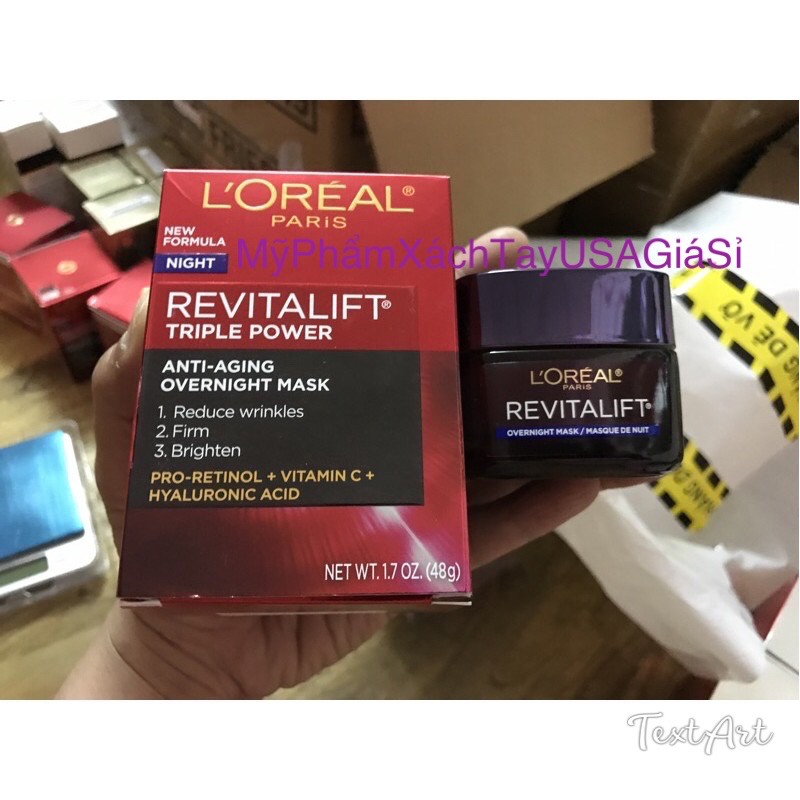 L'ORÉAL®
PARIS
NEW
FORMULA
NIGHT
MỹPhẩmXáchTayUSAGiáSỉ
REVITALIFT®
TRIPLE POWER
ANTI-AGING
OVERNIGHT MASK
1. Reduce wrinkles
2. Firm
3. Brighten
PRO-RETINOL + VITAMIN C +
HYALURONIC ACID
NET WT. 1.7 OZ. (48g)
L'ORÉAL
PARIS
REVITALIFT®
OVERNIGHT MASK / MASQUE DE NUIT
DỄ VỠ
TextArt